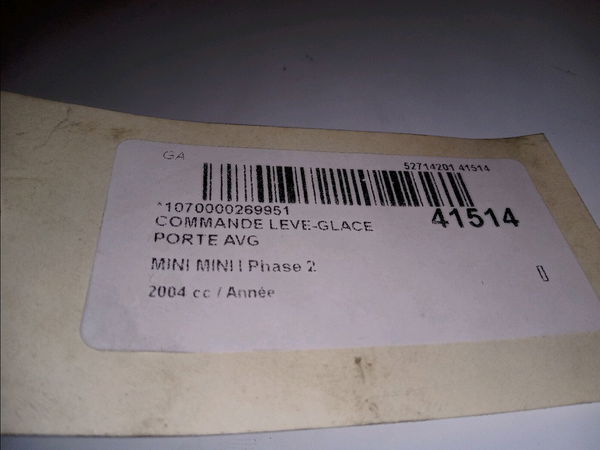 GA
52714201 41514
*1070000269951
41514
COMMANDE LEVE-GLACE
PORTE AVG
MINI MINI I Phase 2
2004 cc / Année